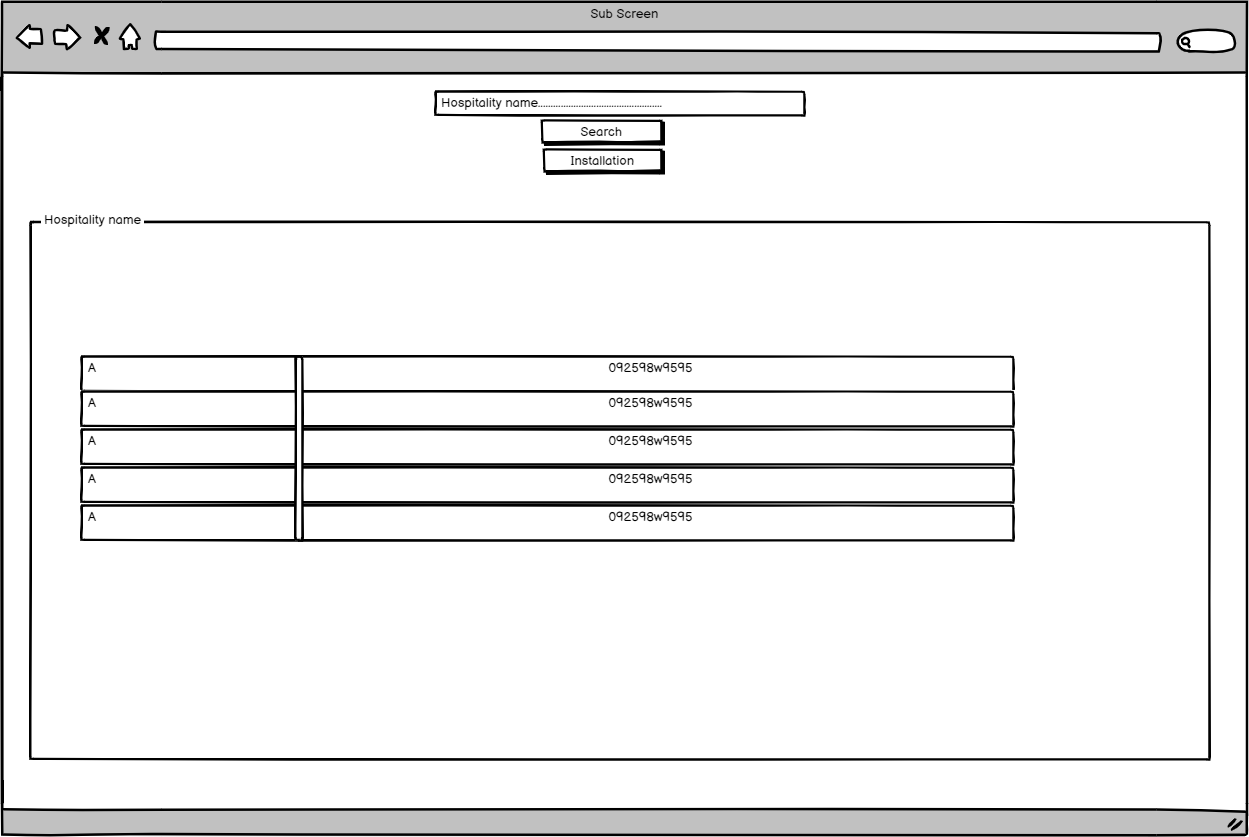 Sub Screen
Hospitality name..................................................
Search
Installation
Hospitality name
A 092598w9595
A 092598w9595
A 092598w9595
A 092598w9595
A 092598w9595